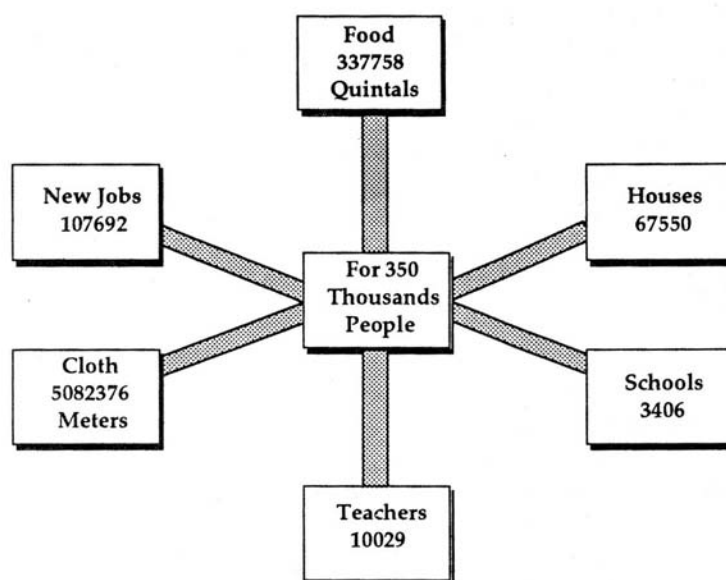 Food
337758
Quintals
New Jobs
107692
Houses
67550
For 350
Thousands
People
Cloth
5082376
Meters
Schools
3406
Teachers
10029